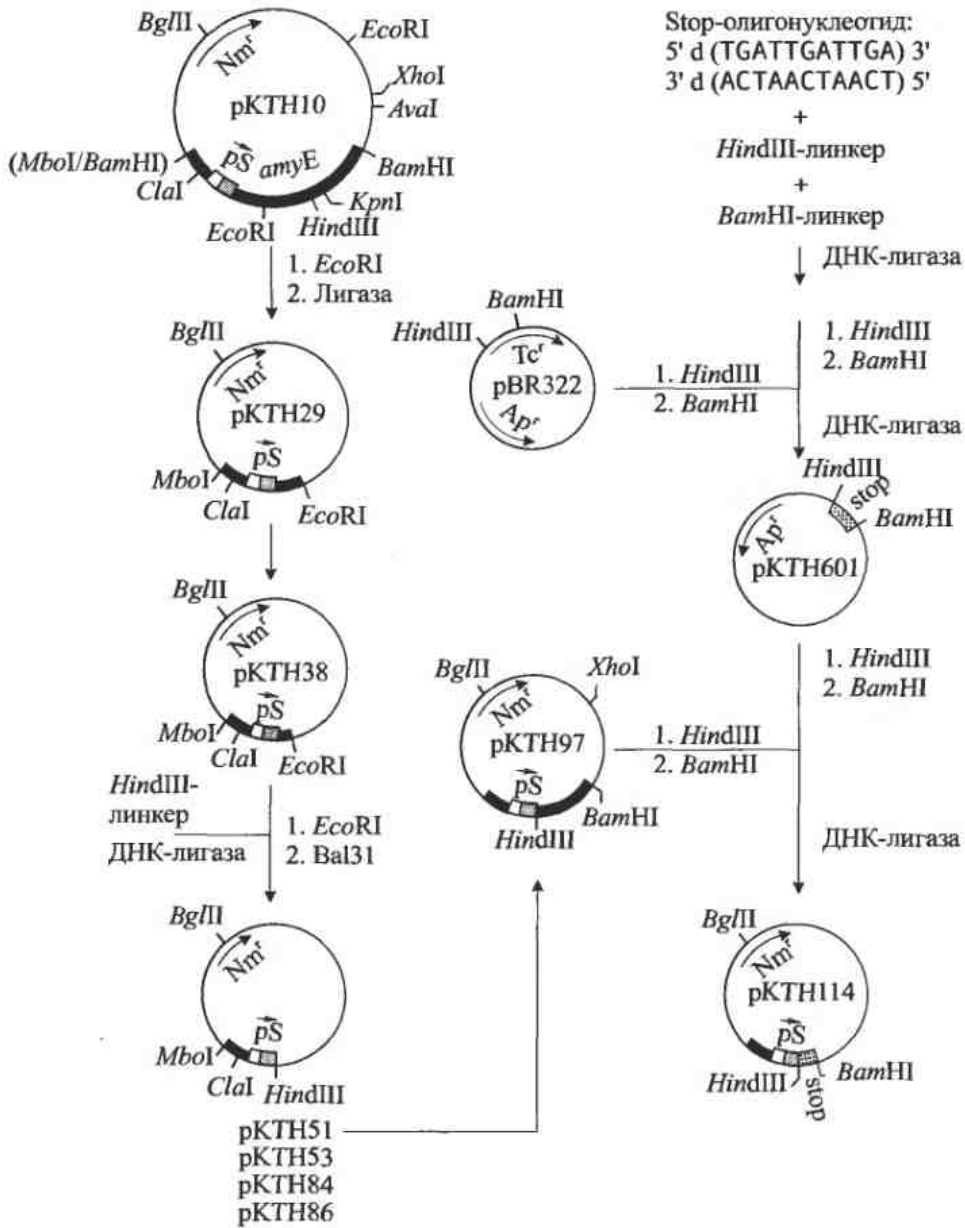 BglII
EcoRI
Nmʳ
XhoI
AvaI
pKTH10
(MboI/BamHI)
pS amyE
BamHI
ClaI
KpnI
EcoRI
HindIII
1. EcoRI
2. Лигаза
BglII
Nmʳ
pKTH29
pS
MboI
ClaI
EcoRI
BglII
Nmʳ
pKTH38
pS
MboI
ClaI
EcoRI
HindIII-
линкер
ДНК-лигаза
1. EcoRI
2. Bal31
BglII
Nmʳ
pS
MboI
ClaI
HindIII
pKTH51
pKTH53
pKTH84
pKTH86
Stop-олигонуклеотид:
5' d (TGATTGATTGA) 3'
3' d (ACTAACTAACT) 5'
+
HindIII-линкер
+
BamHI-линкер
ДНК-лигаза
BamHI
HindIII
Tcʳ
pBR322
Apʳ
1. HindIII
2. BamHI
1. HindIII
2. BamHI
ДНК-лигаза
HindIII
stop
BamHI
Apʳ
pKTH601
1. HindIII
2. BamHI
BglII
XhoI
Nmʳ
pKTH97
pS
BamHI
HindIII
1. HindIII
2. BamHI
ДНК-лигаза
BglII
Nmʳ
pKTH114
pS
HindIII
BamHI
stop